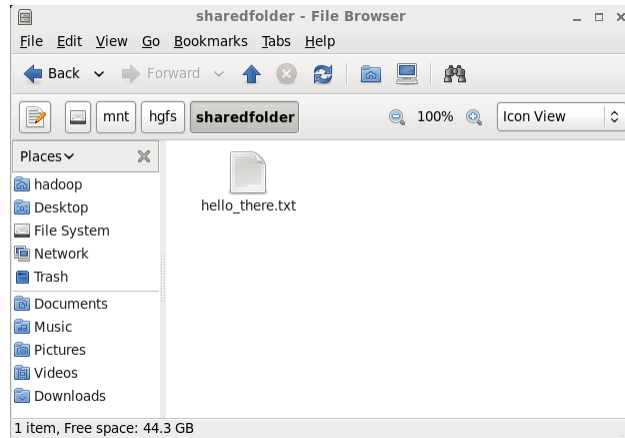 sharedfolder - File Browser
File Edit View Go Bookmarks Tabs Help
Back Forward
mnt hgfs sharedfolder 100% Icon View
Places
hadoop
Desktop
File System
Network
Trash
Documents
Music
Pictures
Videos
Downloads
hello_there.txt
1 item, Free space: 44.3 GB